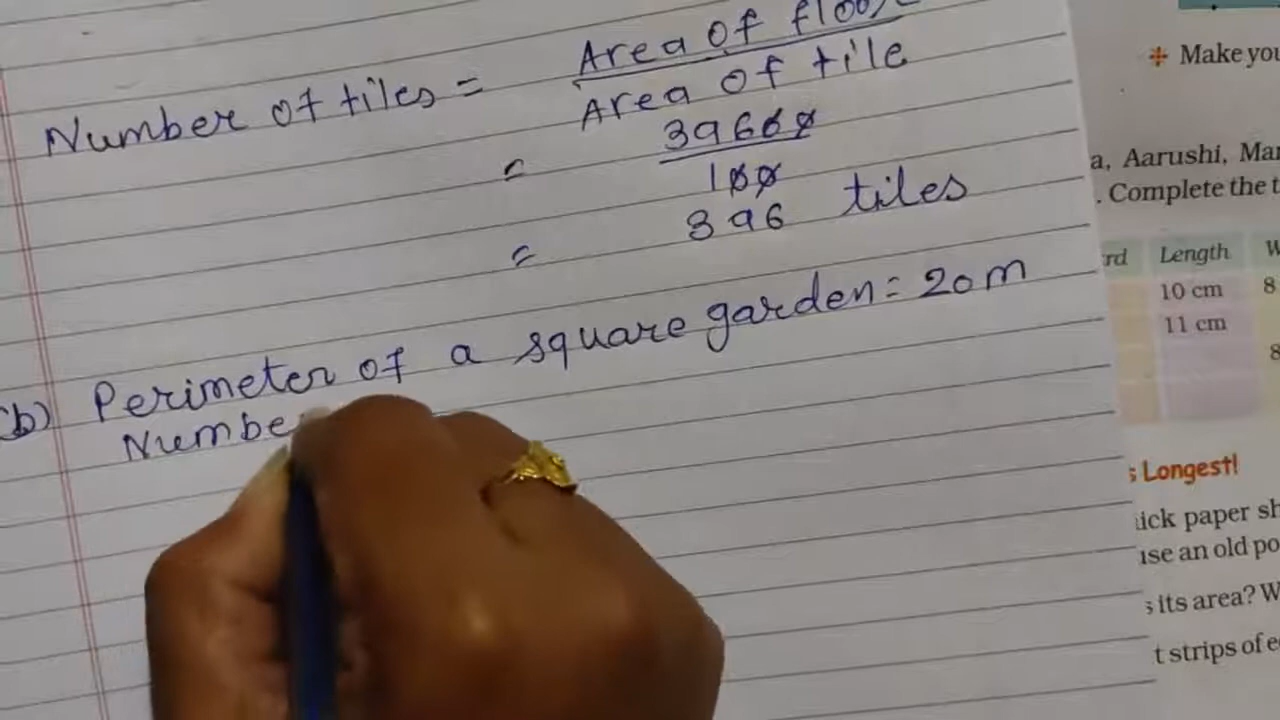 Area of floor
Number of tiles =
Area of tile
= 39600
100
= 396 tiles
(b) Perimeter of a square garden = 20m
Numbe
Make you
a, Aarushi, Mar
. Complete the t
rd Length W
10 cm 8
11 cm
8
s Longest!
ick paper sh
use an old po
s its area? W
t strips of e